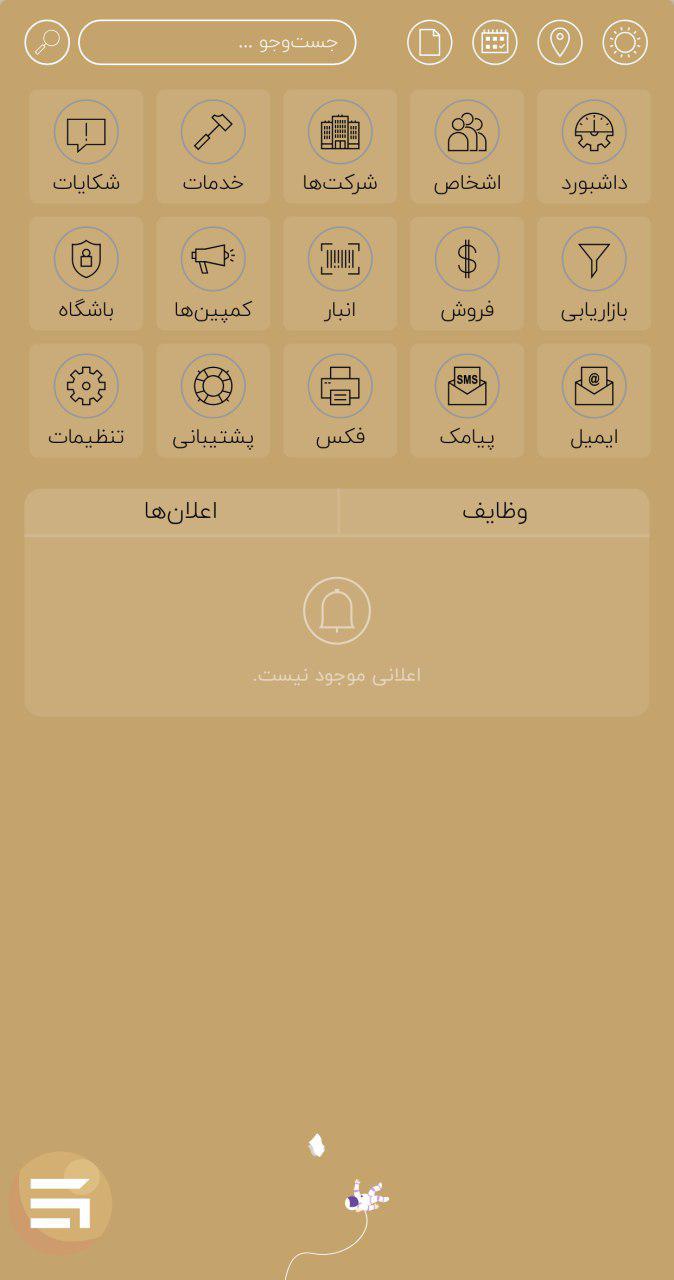 جست‌وجو ...
داشبورد
اشخاص
شرکت‌ها
خدمات
شکایات
بازاریابی
فروش
انبار
کمپین‌ها
باشگاه
ایمیل
SMS
پیامک
فکس
پشتیبانی
تنظیمات
وظایف
اعلان‌ها
اعلانی موجود نیست.